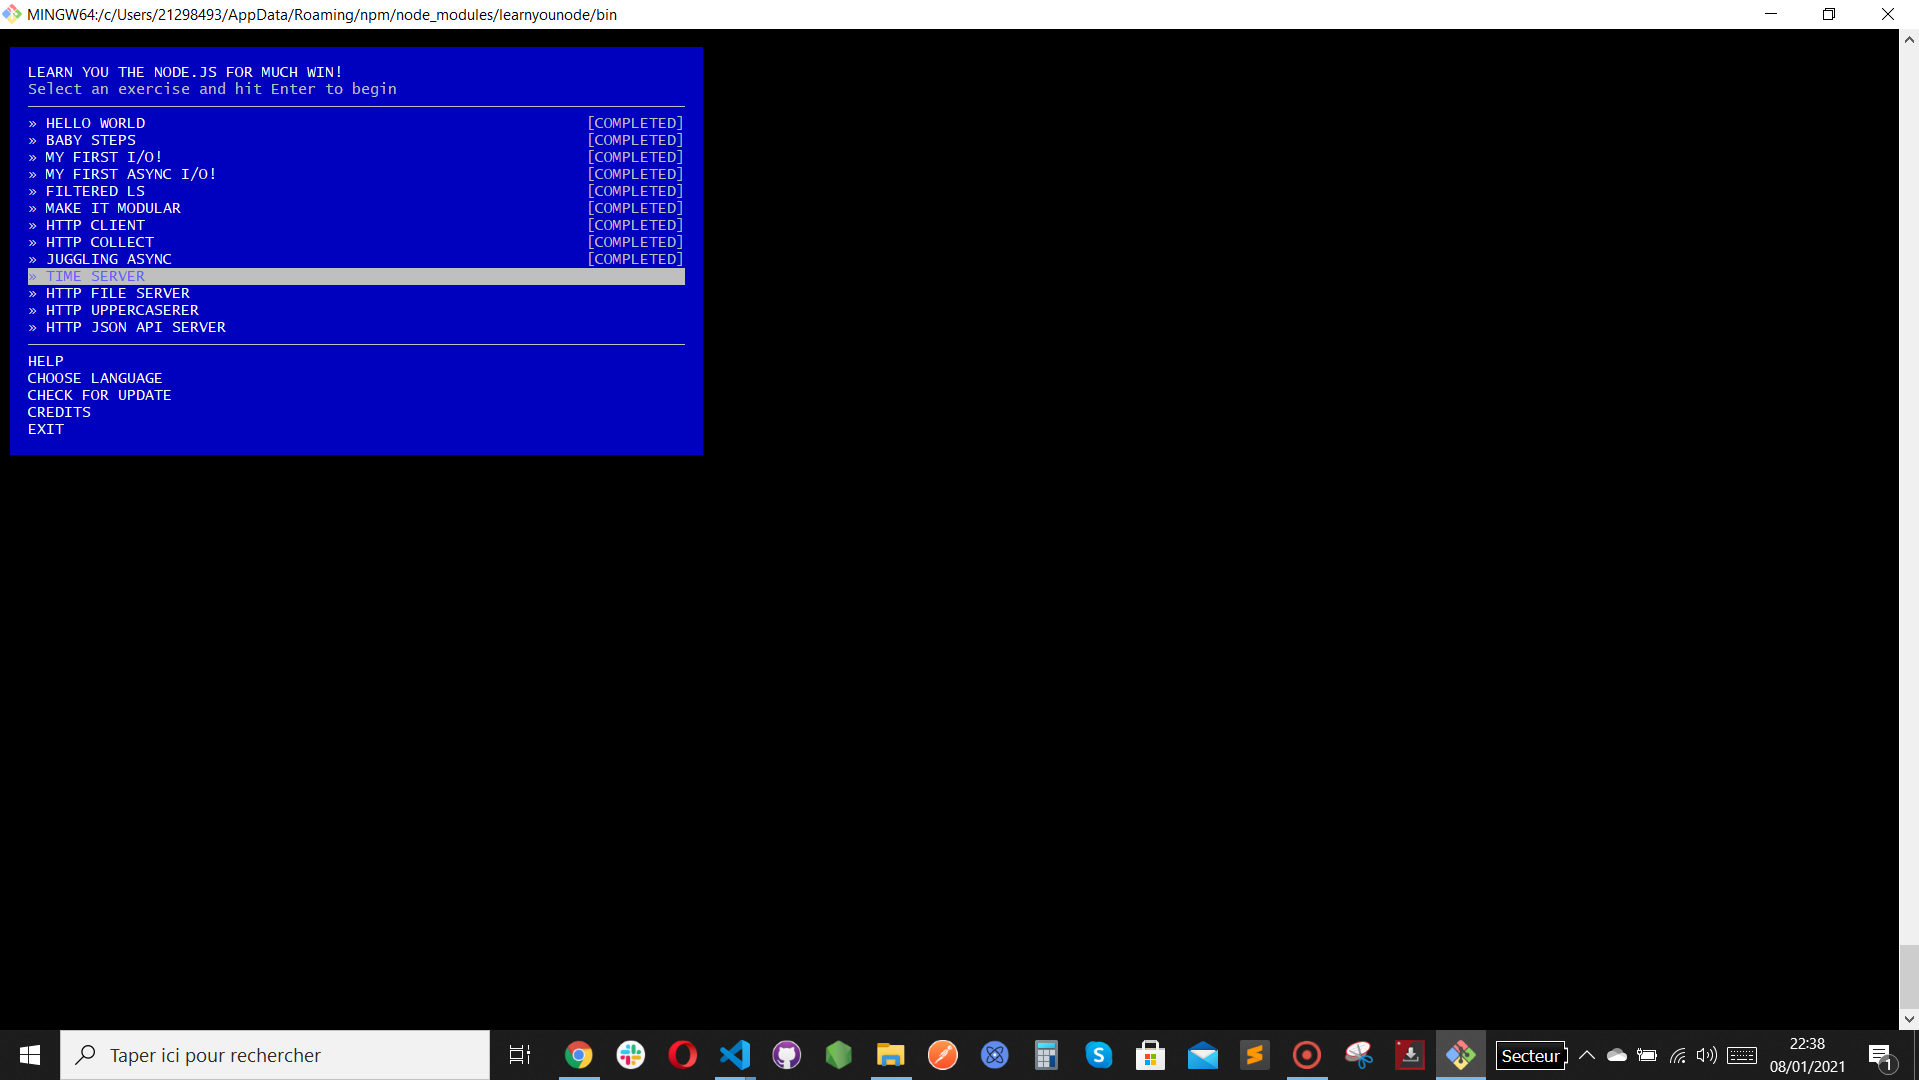 MINGW64:/c/Users/21298493/AppData/Roaming/npm/node_modules/learnyounode/bin
LEARN YOU THE NODE.JS FOR MUCH WIN!
Select an exercise and hit Enter to begin
» HELLO WORLD [COMPLETED]
» BABY STEPS [COMPLETED]
» MY FIRST I/O! [COMPLETED]
» MY FIRST ASYNC I/O! [COMPLETED]
» FILTERED LS [COMPLETED]
» MAKE IT MODULAR [COMPLETED]
» HTTP CLIENT [COMPLETED]
» HTTP COLLECT [COMPLETED]
» JUGGLING ASYNC [COMPLETED]
» TIME SERVER
» HTTP FILE SERVER
» HTTP UPPERCASERER
» HTTP JSON API SERVER
HELP
CHOOSE LANGUAGE
CHECK FOR UPDATE
CREDITS
EXIT
Taper ici pour rechercher
Secteur
22:38
08/01/2021
1